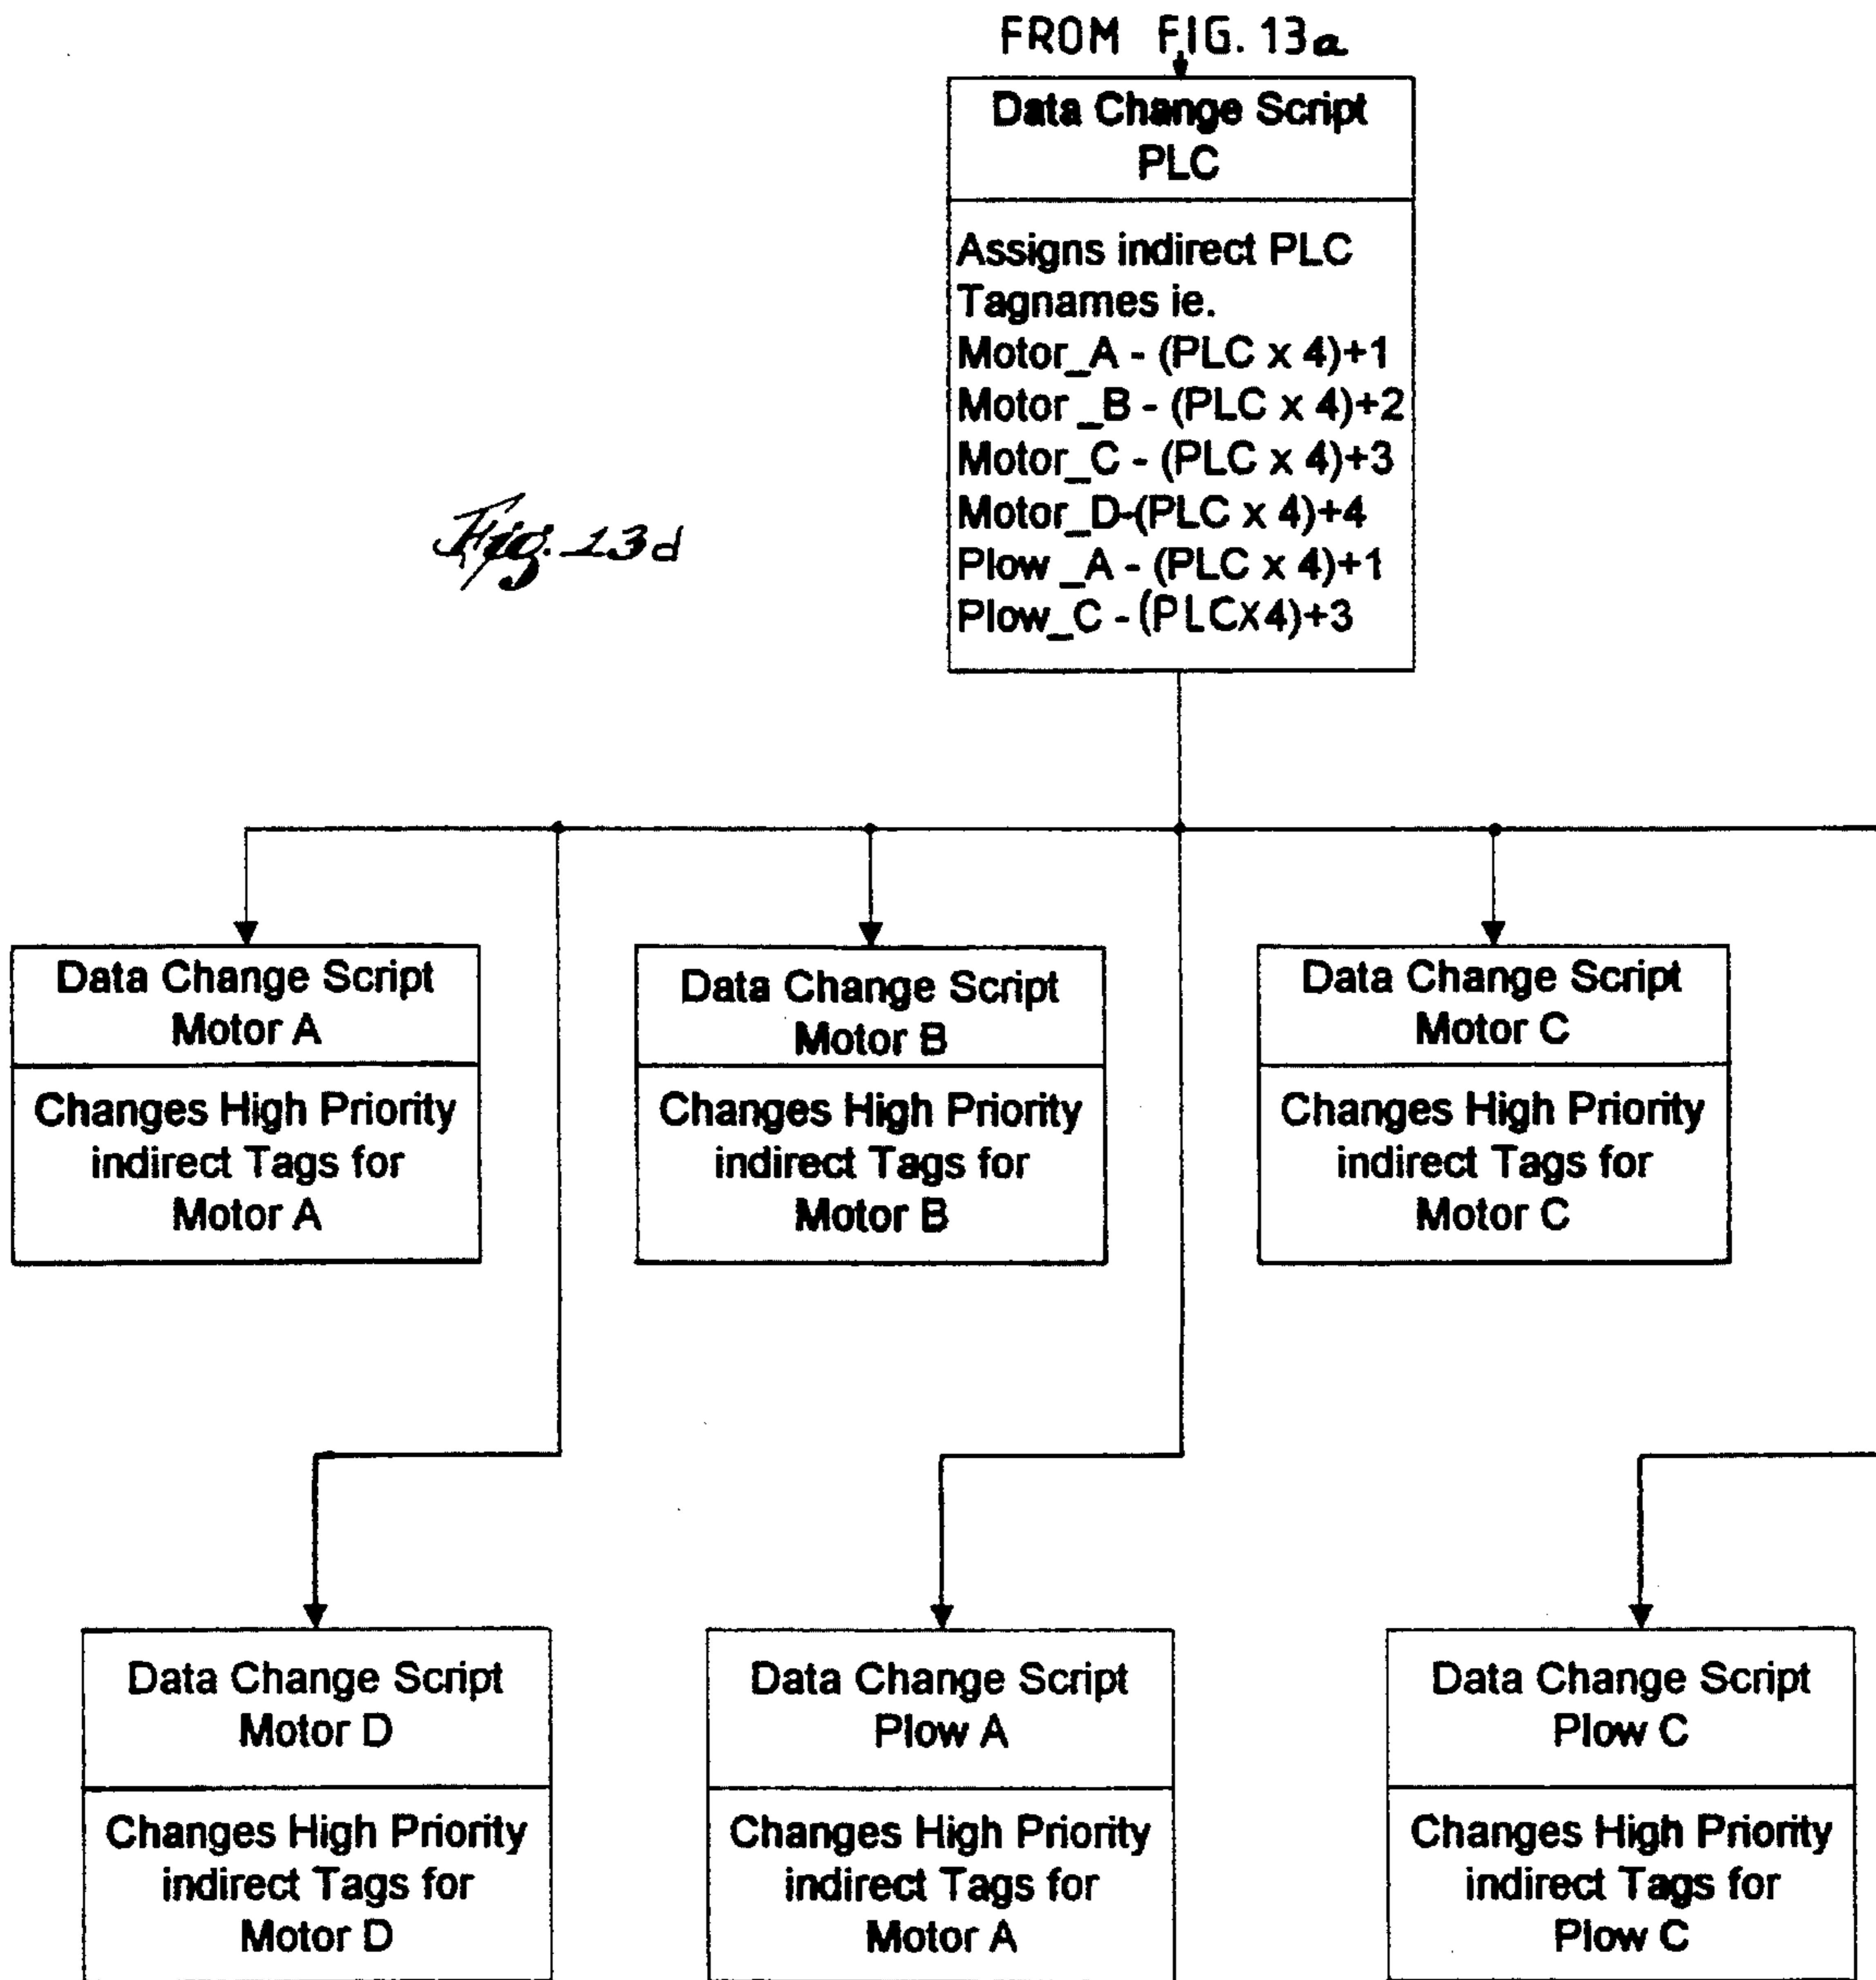 FROM FIG. 13a
Data Change Script
PLC
Assigns indirect PLC
Tagnames ie.
Motor_A - (PLC x 4)+1
Motor _B - (PLC x 4)+2
Motor_C - (PLC x 4)+3
Motor_D-(PLC x 4)+4
Plow _A - (PLC x 4)+1
Plow_C - (PLCX4)+3
Fig. 13d
Data Change Script
Motor A
Changes High Priority
indirect Tags for
Motor A
Data Change Script
Motor B
Changes High Priority
indirect Tags for
Motor B
Data Change Script
Motor C
Changes High Priority
indirect Tags for
Motor C
Data Change Script
Motor D
Changes High Priority
indirect Tags for
Motor D
Data Change Script
Plow A
Changes High Priority
indirect Tags for
Motor A
Data Change Script
Plow C
Changes High Priority
indirect Tags for
Plow C